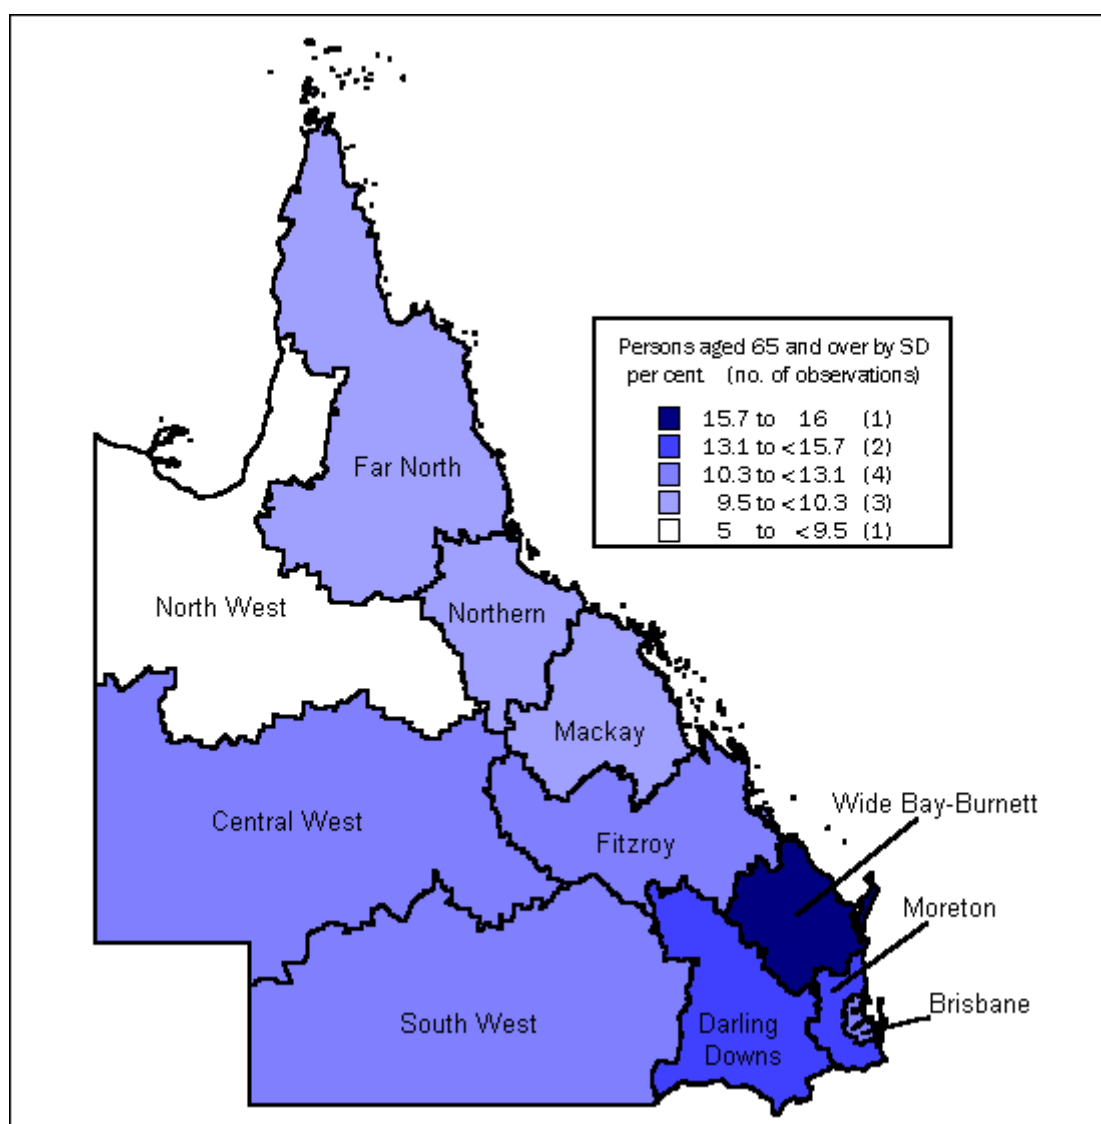 Persons aged 65 and over by SD
per cent (no. of observations)
15.7 to 16 (1)
13.1 to <15.7 (2)
10.3 to <13.1 (4)
9.5 to <10.3 (3)
5 to <9.5 (1)
Far North
North West
Northern
Mackay
Central West
Fitzroy
Wide Bay-Burnett
Moreton
Brisbane
South West
Darling
Downs